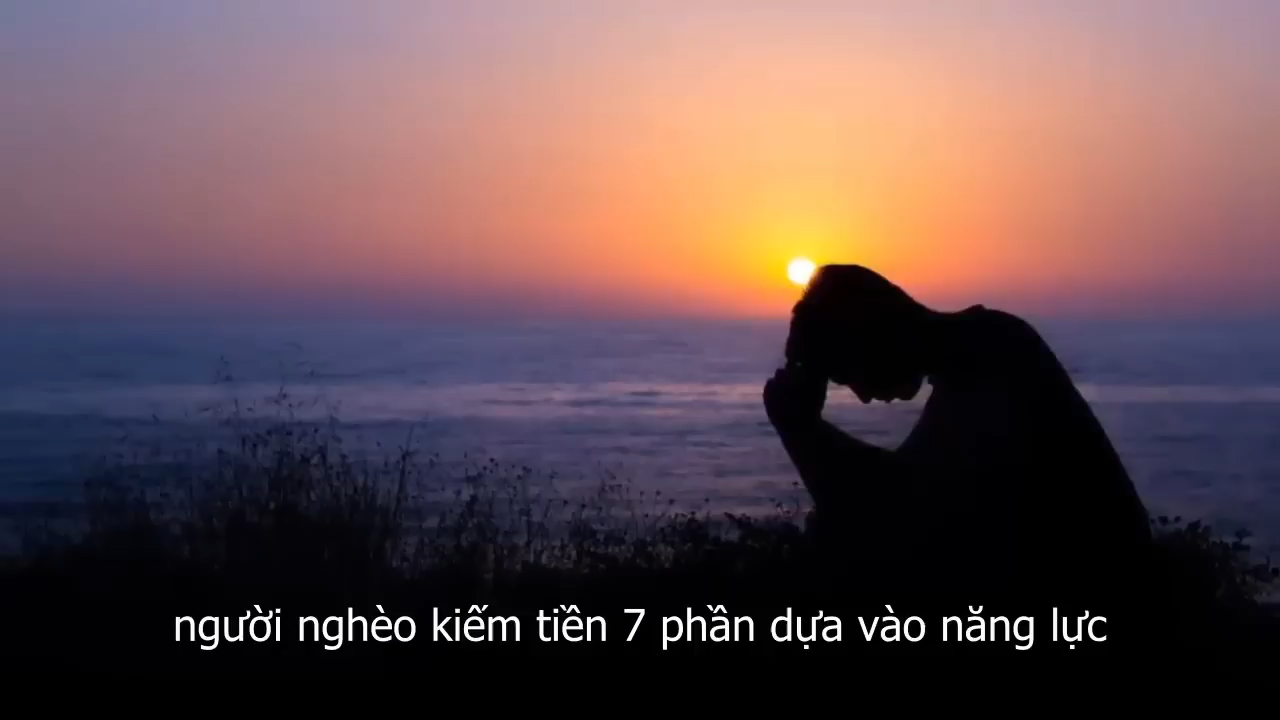 người nghèo kiếm tiền 7 phần dựa vào năng lực